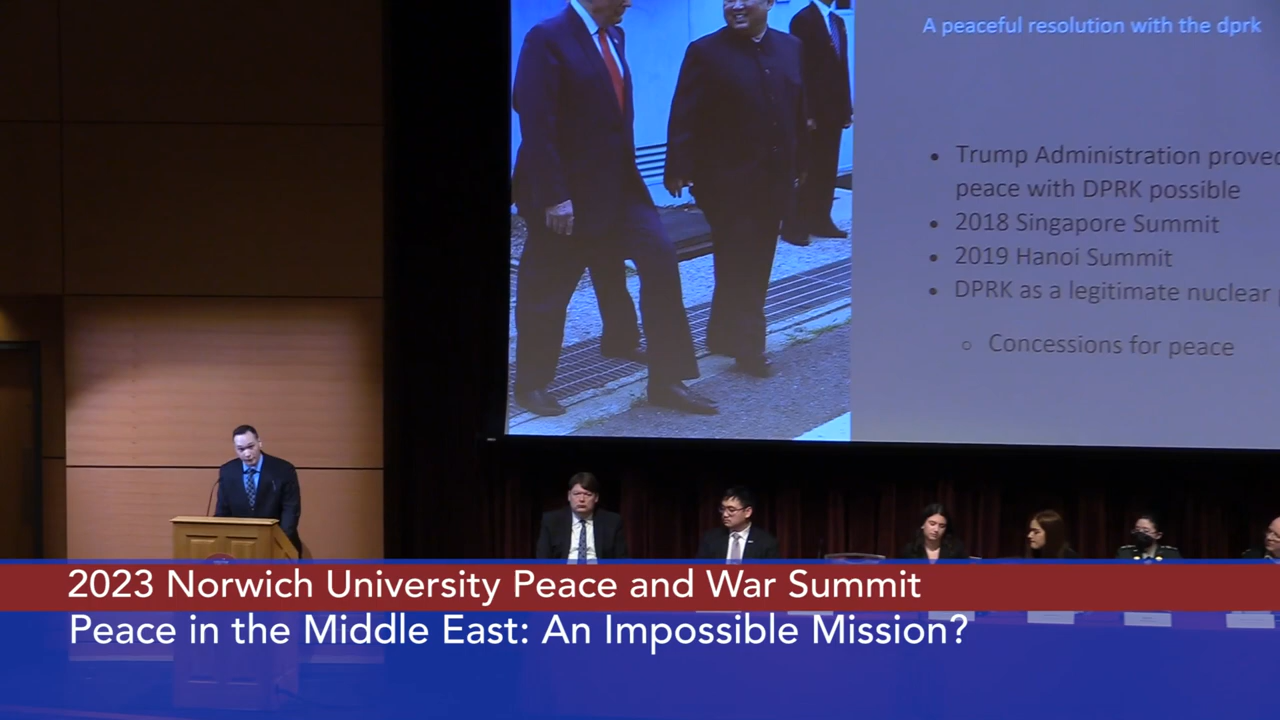 A peaceful resolution with the dprk
Trump Administration proved
peace with DPRK possible
2018 Singapore Summit
2019 Hanoi Summit
DPRK as a legitimate nuclear
Concessions for peace
2023 Norwich University Peace and War Summit
Peace in the Middle East: An Impossible Mission?